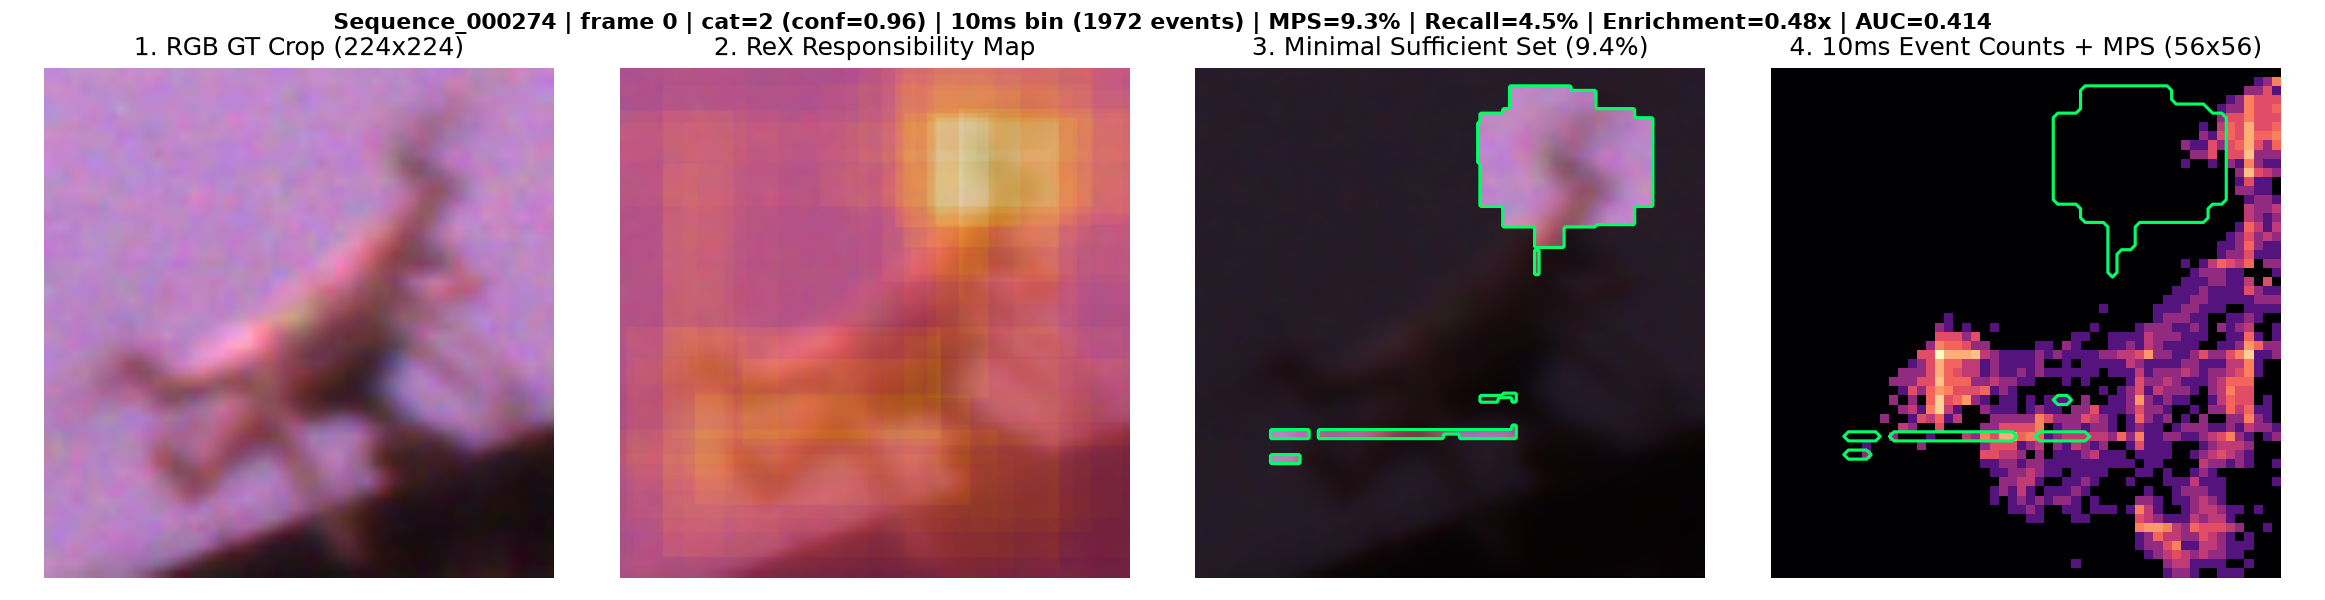 Sequence_000274 | frame 0 | cat=2 (conf=0.96) | 10ms bin (1972 events) | MPS=9.3% | Recall=4.5% | Enrichment=0.48x | AUC=0.414
1. RGB GT Crop (224x224)
2. ReX Responsibility Map
3. Minimal Sufficient Set (9.4%)
4. 10ms Event Counts + MPS (56x56)